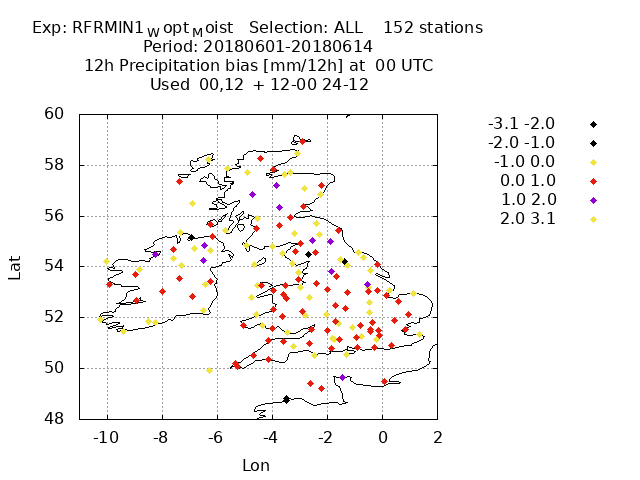 Exp: RFRMIN1 W opt M oist Selection: ALL 152 stations
Period: 20180601-20180614
12h Precipitation bias [mm/12h] at 00 UTC
Used 00,12 + 12-00 24-12
-3.1 -2.0
-2.0 -1.0
-1.0 0.0
0.0 1.0
1.0 2.0
2.0 3.1
60
58
56
54
52
50
48
Lat
-10 -8 -6 -4 -2 0 2
Lon